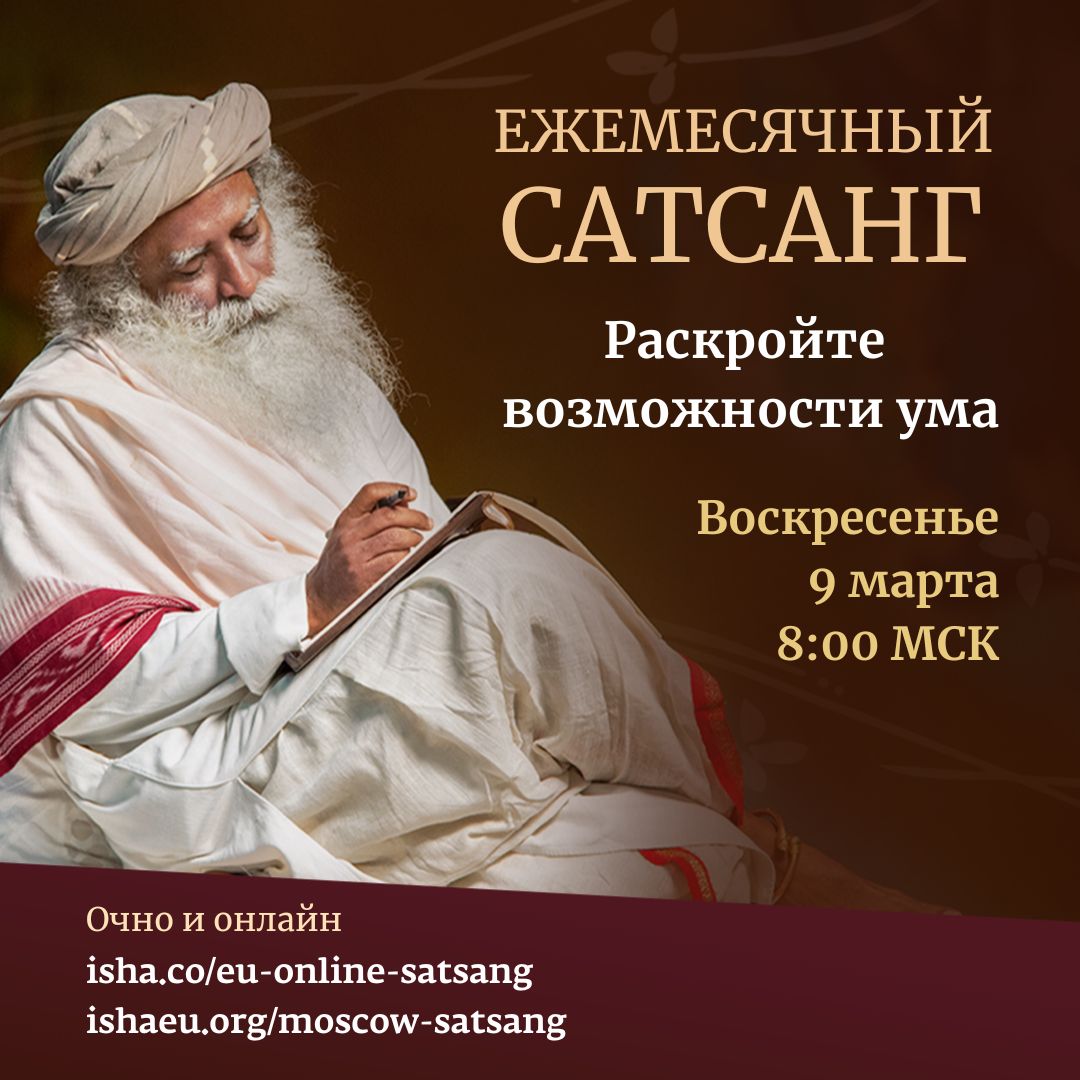 ЕЖЕМЕСЯЧНЫЙ
САТСАНГ
Раскройте
возможности ума
Воскресенье
9 марта
8:00 МСК
Очно и онлайн
isha.co/eu-online-satsang
ishaeu.org/moscow-satsang